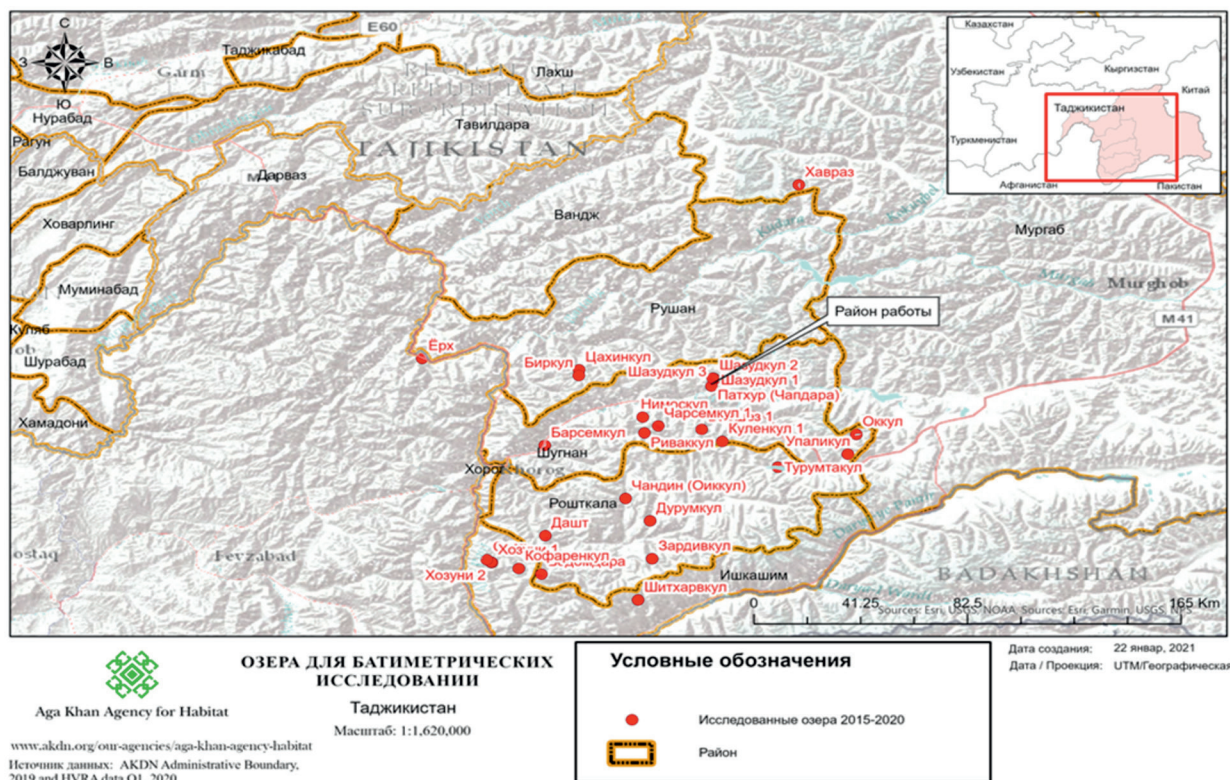 С
З
В
Ю
E60
Таджикабад
Garm
Лахш
Нурабад
Тавилдара
TAJIKISTAN
Рагун
Балджуван
Дарваз
Ховарлинг
Вандж
Хавраз
Мургаб
Murghob
Муминабад
Рушан
Район работы
M41
Куляб
Шурабад
Ёрх
Биркул
Цахинкул
Шазудкул 3
Шазудкул 2
Шазудкул 1
Патхур (Чапдара)
Хамадони
Нимоскул
Чарсемкул 1
Куленкул 1
Оккул
Барсемкул
Риваккул
Упаликул
Шугнан
Хорог
Турумтакул
Чандин (Оиккул)
Рошткала
Дурумкул
Дашт
Feyzabad
Кофаренкул
Зардивкул
Хозуни 2
Ишкашим
BADAKHSHAN
Шитхарвкул
0 41.25 82.5 165 Km
Sources: Esri, USGS, NOAA, Sources: Esri, Garmin, USGS, NPS
Казахстан
Узбекистан
Кыргизстан
Китай
Таджикистан
Туркменистан
Афганистан
Пакистан
Aga Khan Agency for Habitat
www.akdn.org/our-agencies/aga-khan-agency-habitat
Источник данных: AKDN Administrative Boundary,
2019 and HVRA data Q1, 2020
ОЗЕРА ДЛЯ БАТИМЕТРИЧЕСКИХ
ИССЛЕДОВАНИИ
Таджикистан
Масштаб: 1:1,620,000
Условные обозначения
Исследованные озера 2015-2020
Район
Дата создания: 22 январ, 2021
Дата / Проекция: UTM/Географическая